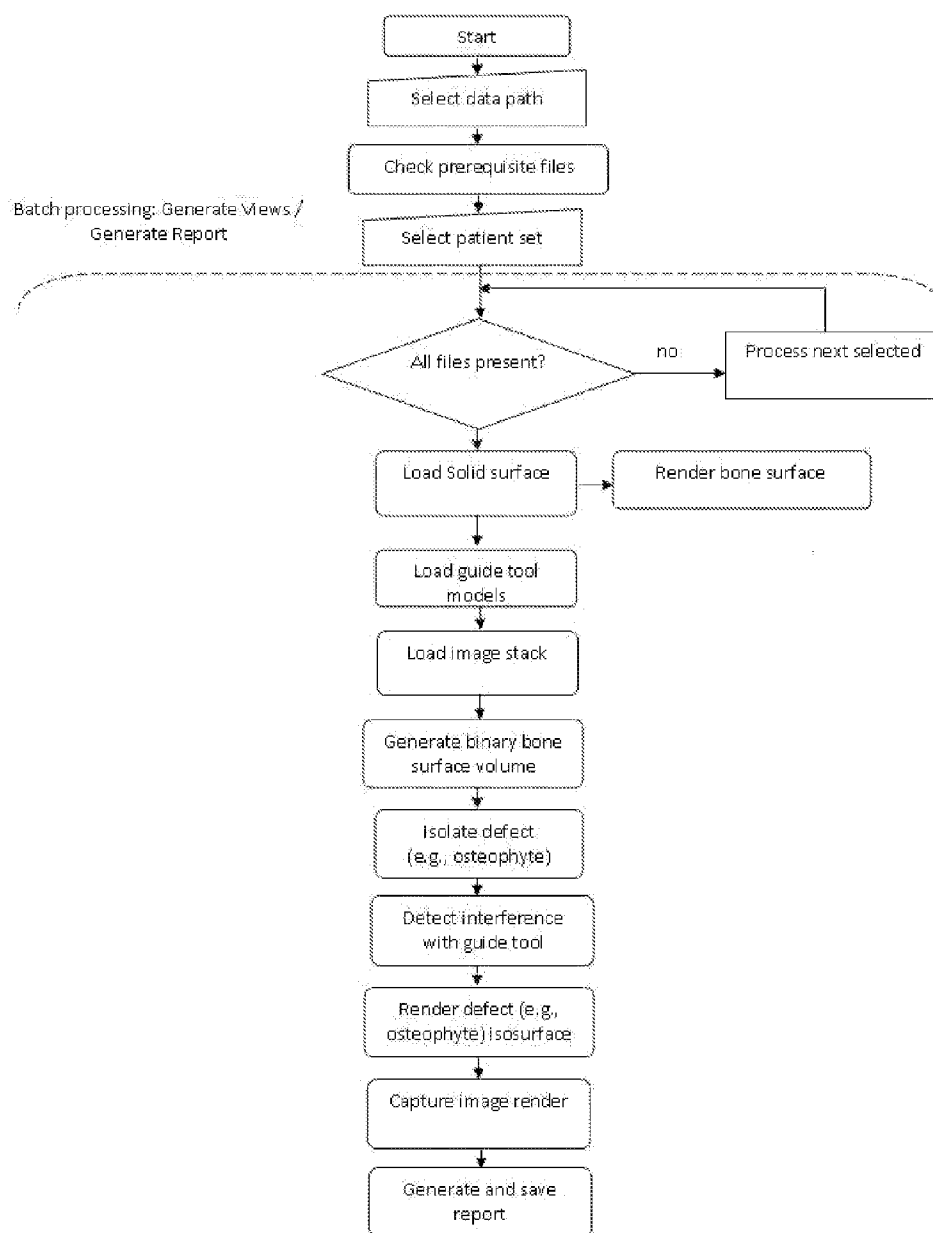 Start
Select data path
Check prerequisite files
Batch processing: Generate Views /
Generate Report
Select patient set
All files present?
no
Process next selected
Load Solid surface
Render bone surface
Load guide tool
models
Load image stack
Generate binary bone
surface volume
Isolate defect
(e.g., osteophyte)
Detect interference
with guide tool
Render defect (e.g.,
osteophyte) isosurface
Capture image render
Generate and save
report